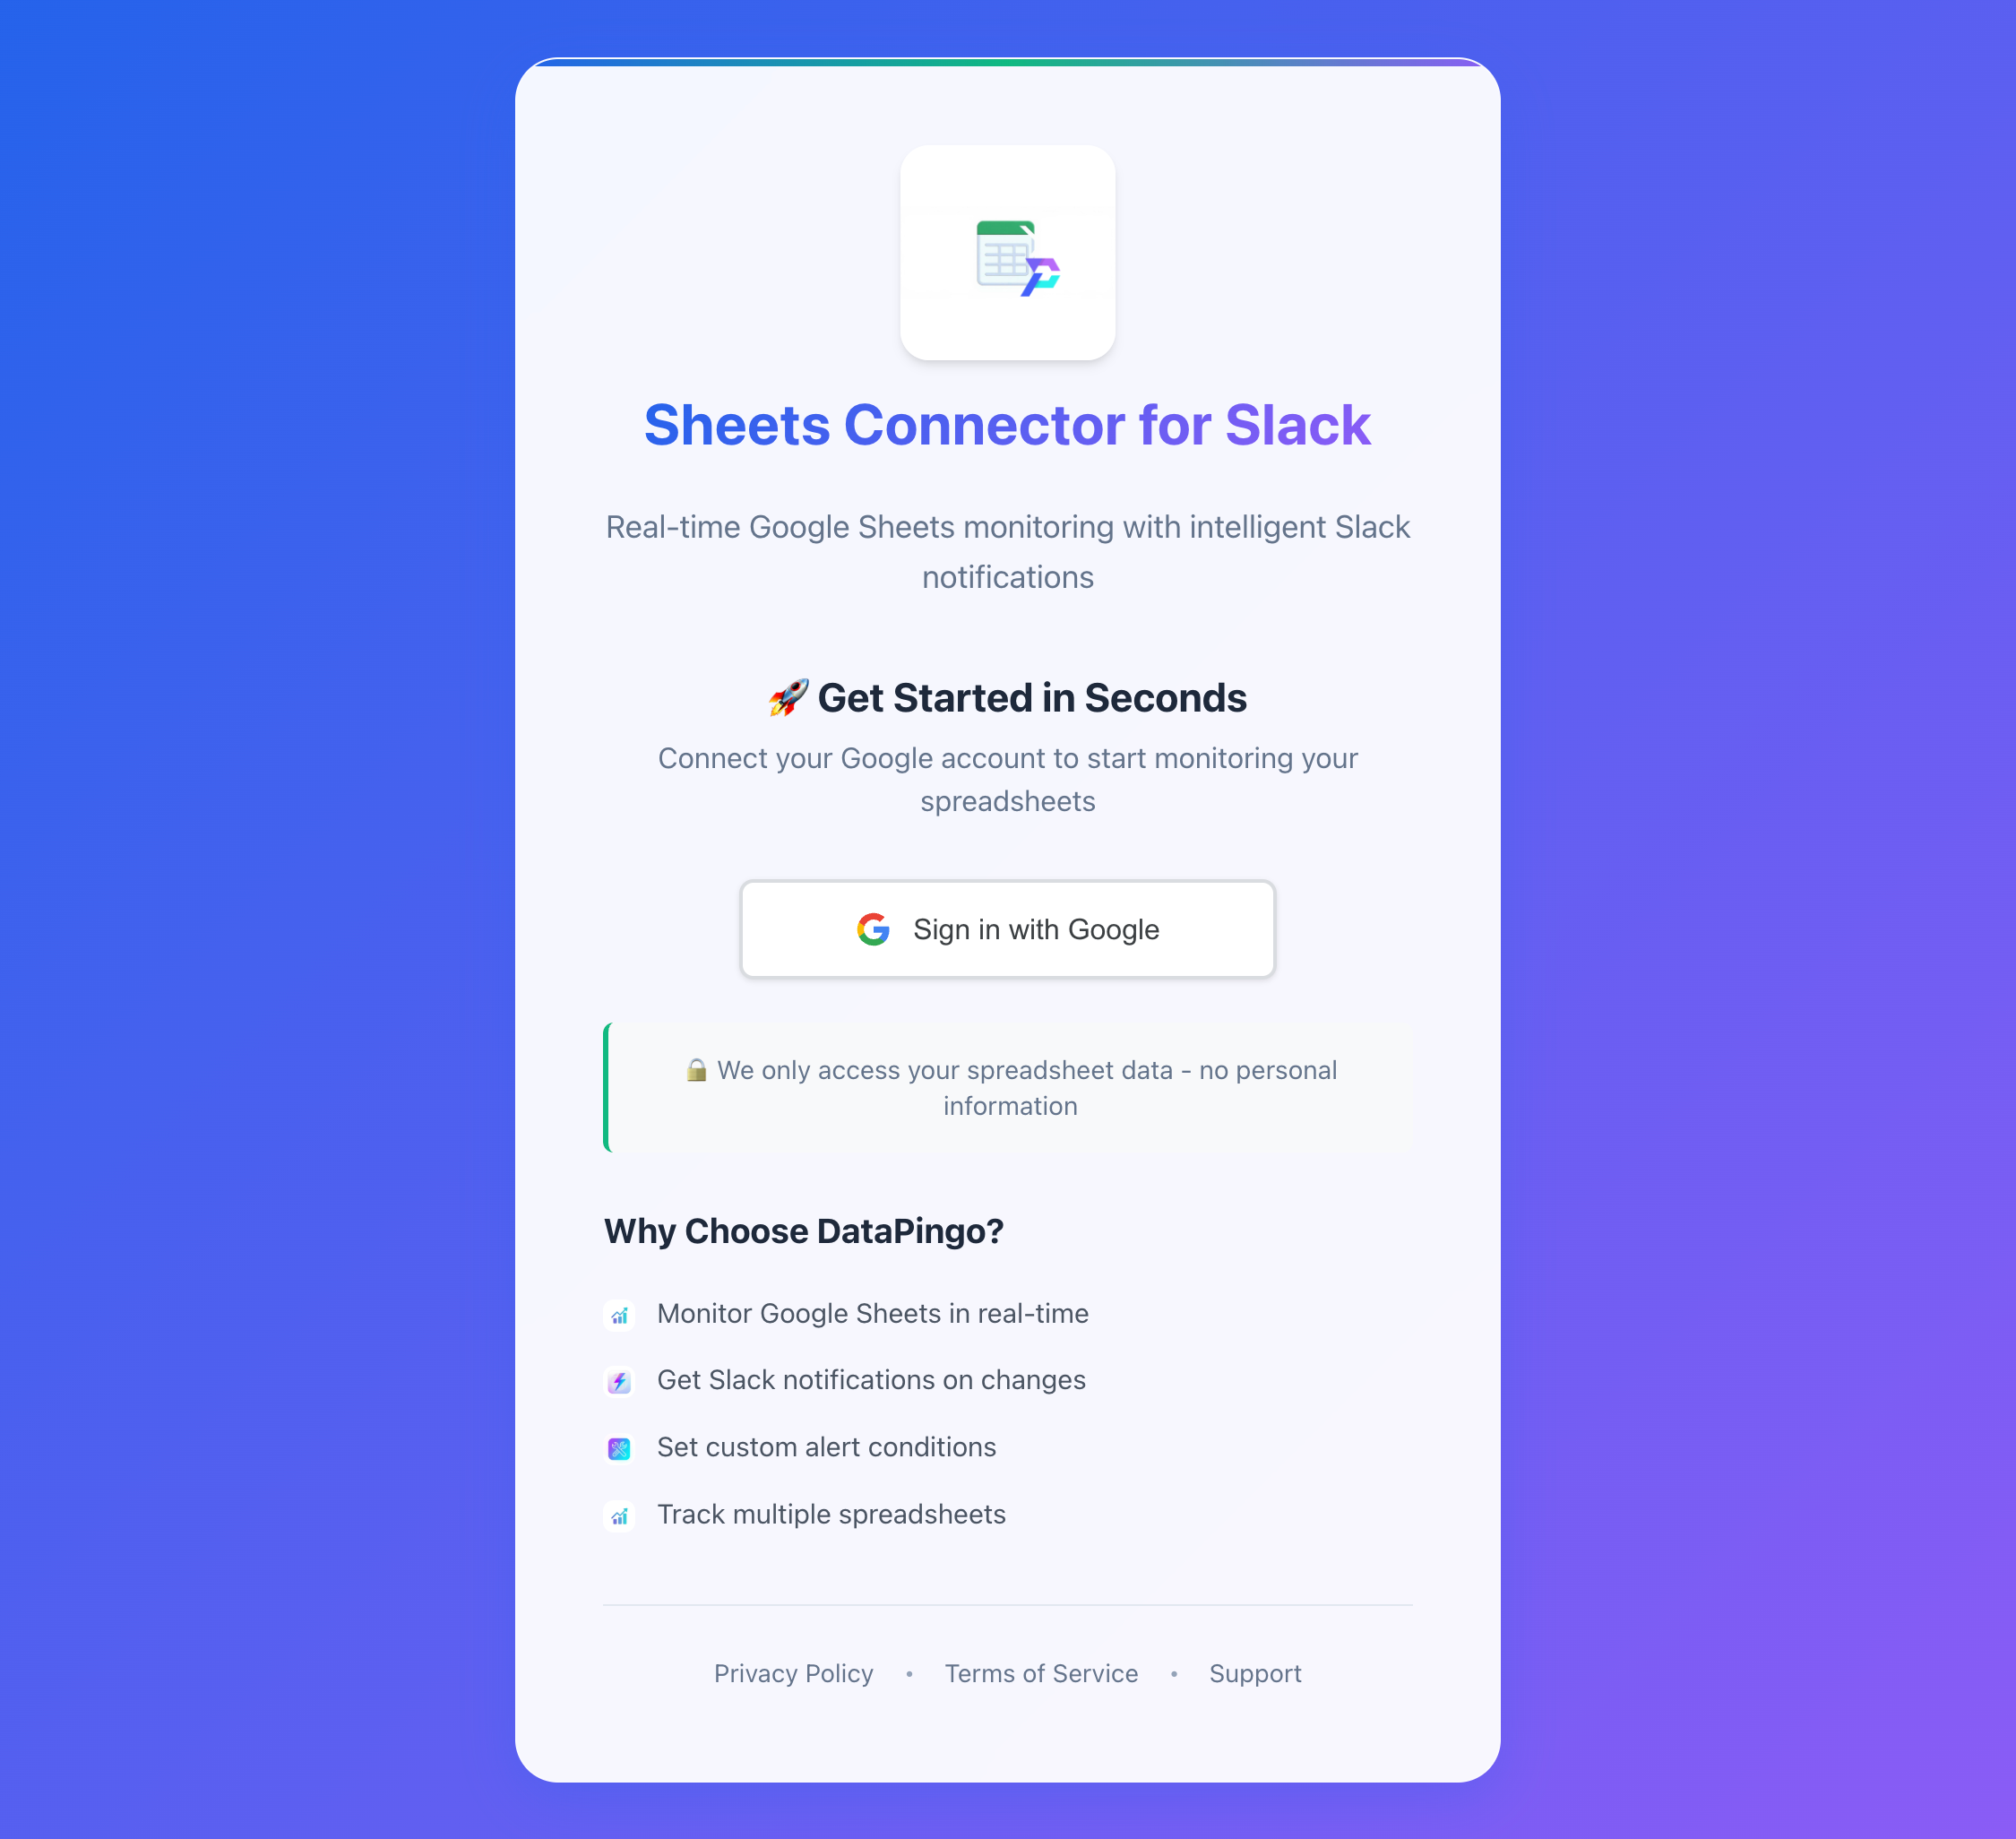 Sheets Connector for Slack
Real-time Google Sheets monitoring with intelligent Slack
notifications
🚀 Get Started in Seconds
Connect your Google account to start monitoring your
spreadsheets
Sign in with Google
🔒 We only access your spreadsheet data - no personal
information
Why Choose DataPingo?
Monitor Google Sheets in real-time
Get Slack notifications on changes
Set custom alert conditions
Track multiple spreadsheets
Privacy Policy • Terms of Service • Support